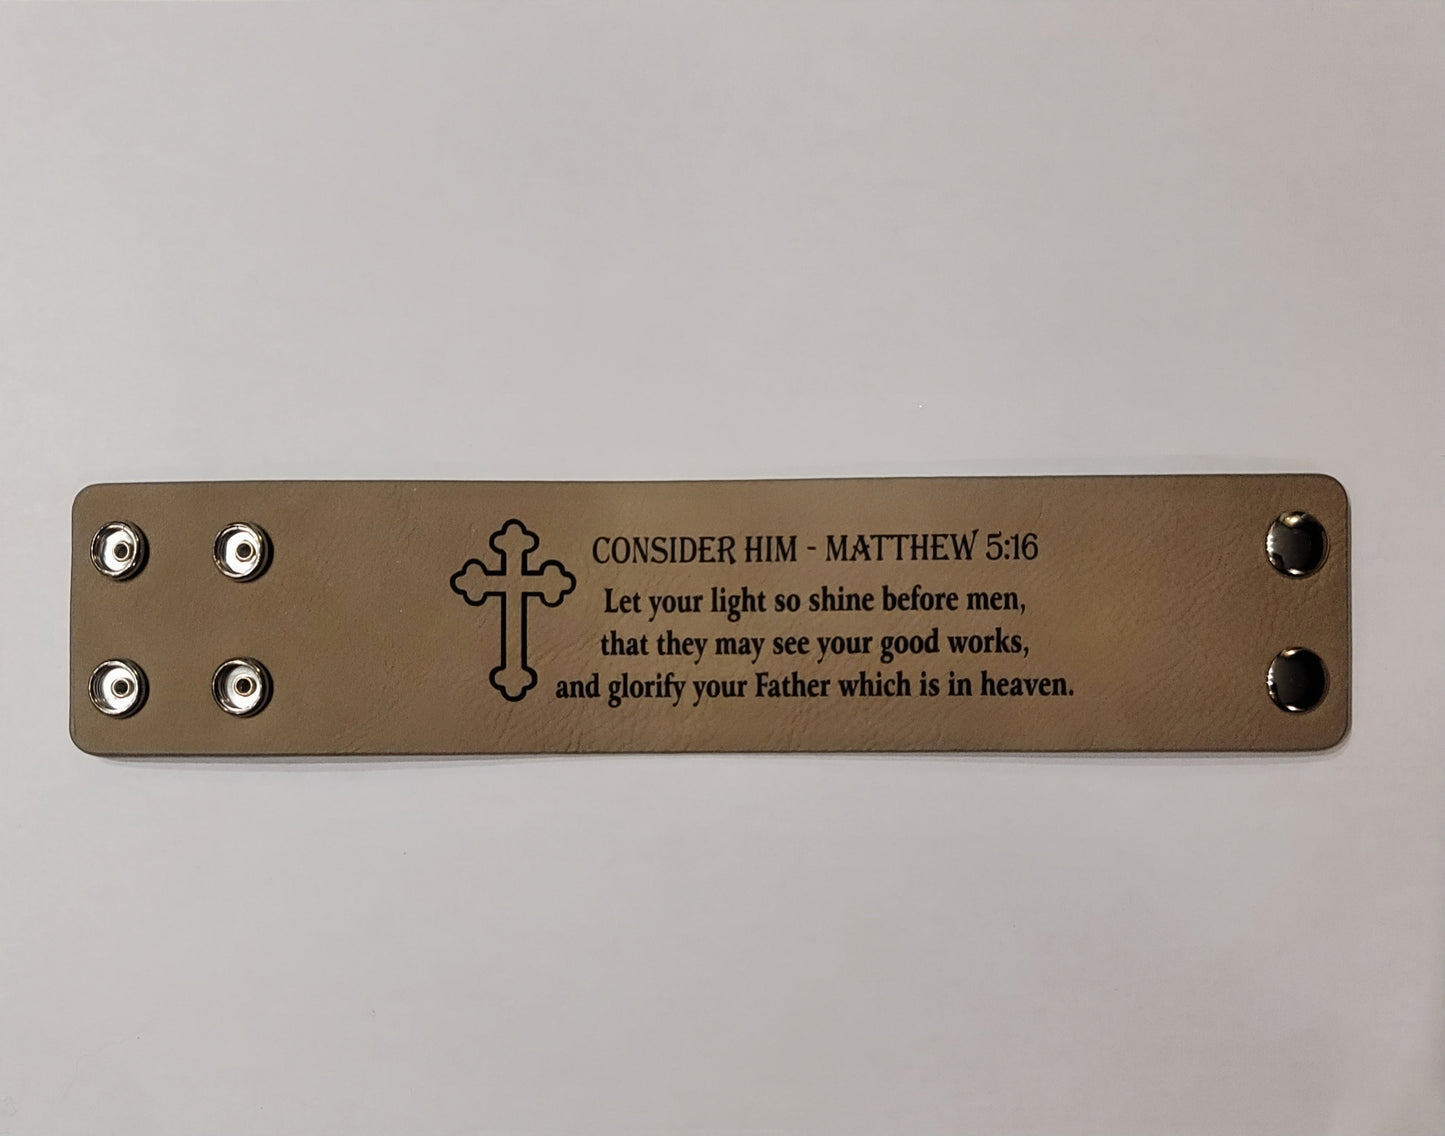 CONSIDER HIM - MATTHEW 5:16
Let your light so shine before men,
that they may see your good works,
and glorify your Father which is in heaven.